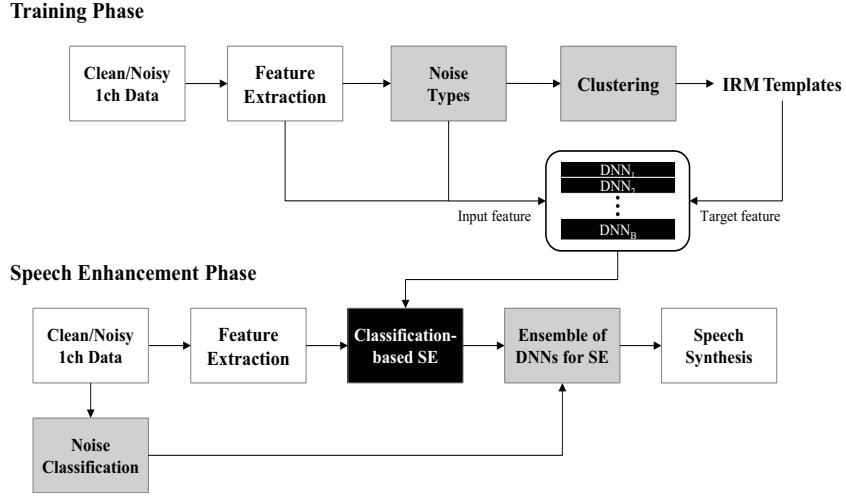 Training Phase
Clean/Noisy
1ch Data
Feature
Extraction
Noise
Types
Clustering
IRM Templates
DNN1
DNN2
DNNB
Input feature
Target feature
Speech Enhancement Phase
Clean/Noisy
1ch Data
Feature
Extraction
Classification-
based SE
Ensemble of
DNNs for SE
Speech
Synthesis
Noise
Classification